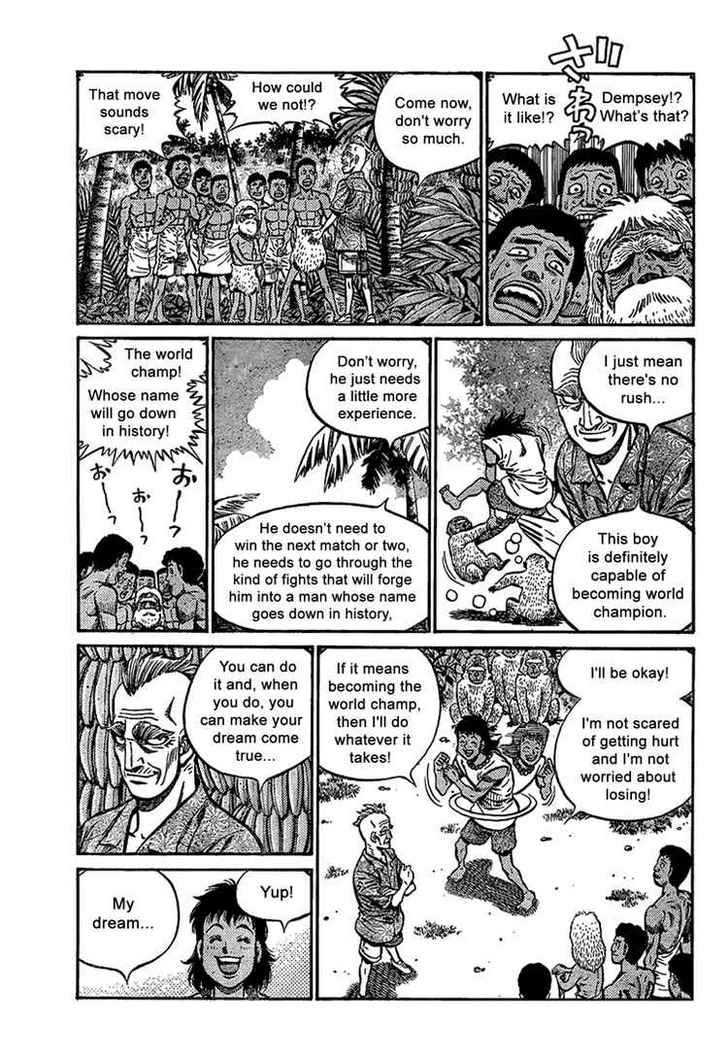 ざわっ
Dempsey!?
What's that?
What is
it like!?
Come now,
don't worry
so much.
How could
we not!?
That move
sounds
scary!
I just mean
there's no
rush...
This boy
is definitely
capable of
becoming world
champion.
Don't worry,
he just needs
a little more
experience.
He doesn't need to
win the next match or two,
he needs to go through the
kind of fights that will forge
him into a man whose name
goes down in history,
The world
champ!
Whose name
will go down
in history!
おーっ
おーっ
おーっ
I'll be okay!
I'm not scared
of getting hurt
and I'm not
worried about
losing!
If it means
becoming the
world champ,
then I'll do
whatever it
takes!
You can do
it and, when
you do, you
can make your
dream come
true...
Yup!
My
dream...